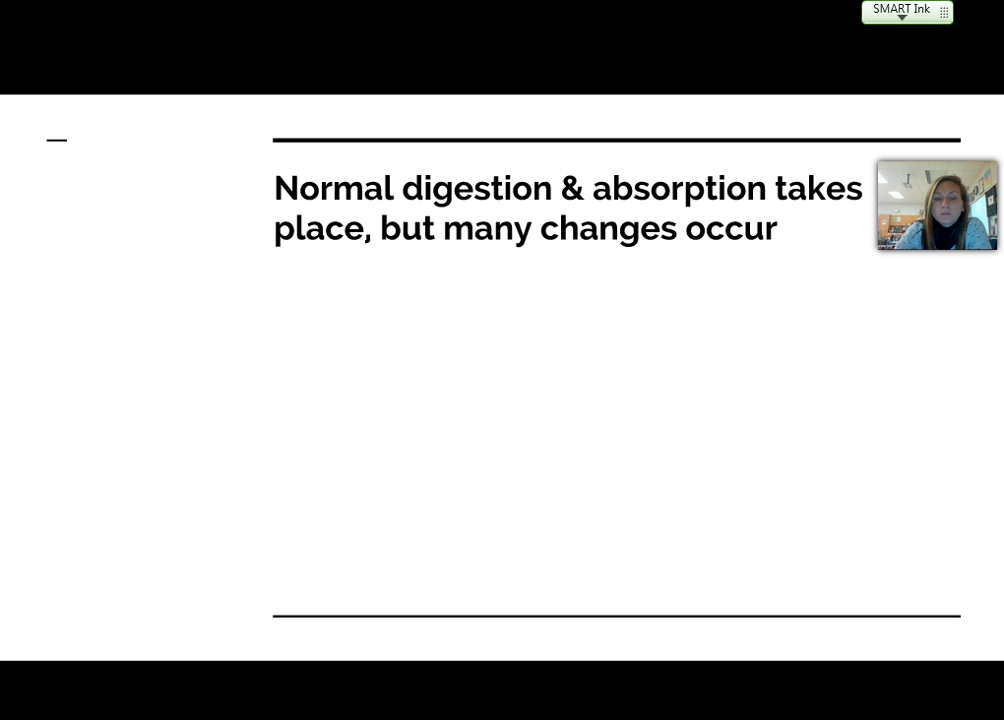 SMART Ink
Normal digestion & absorption takes
place, but many changes occur